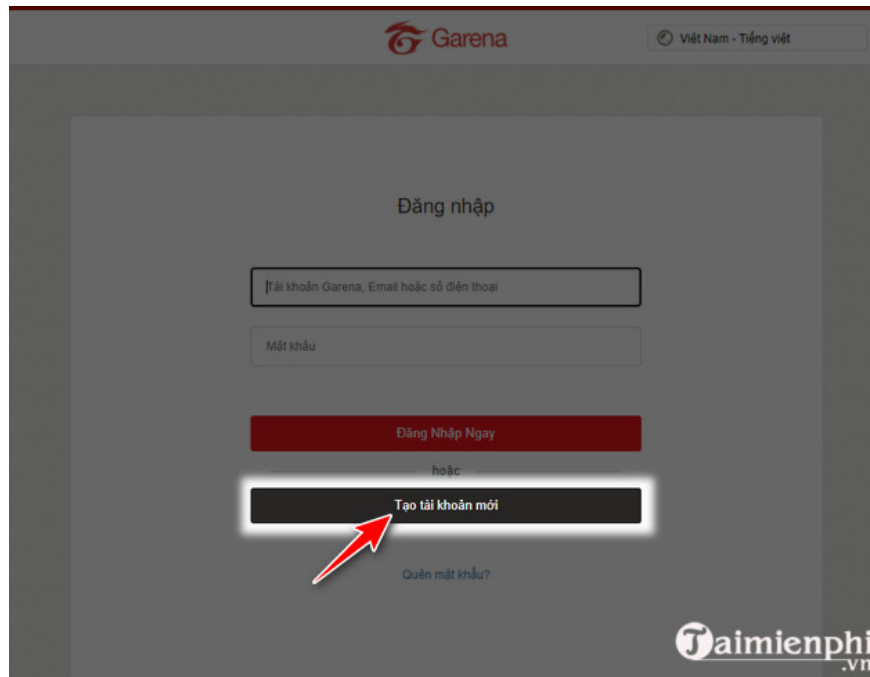 Garena
Việt Nam - Tiếng việt
Đăng nhập
Tài khoản Garena, Email hoặc số điện thoại
Mật khẩu
Đăng Nhập Ngay
hoặc
Tạo tài khoản mới
Quên mật khẩu?
Taimienphi
.vn